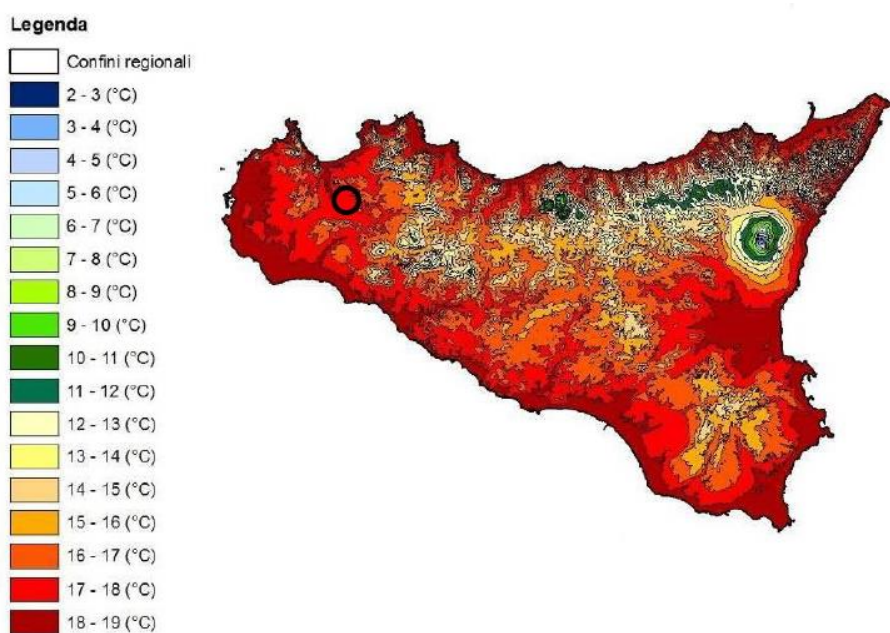 Legenda
Confini regionali
2 - 3 (°C)
3 - 4 (°C)
4 - 5 (°C)
5 - 6 (°C)
6 - 7 (°C)
7 - 8 (°C)
8 - 9 (°C)
9 - 10 (°C)
10 - 11 (°C)
11 - 12 (°C)
12 - 13 (°C)
13 - 14 (°C)
14 - 15 (°C)
15 - 16 (°C)
16 - 17 (°C)
17 - 18 (°C)
18 - 19 (°C)